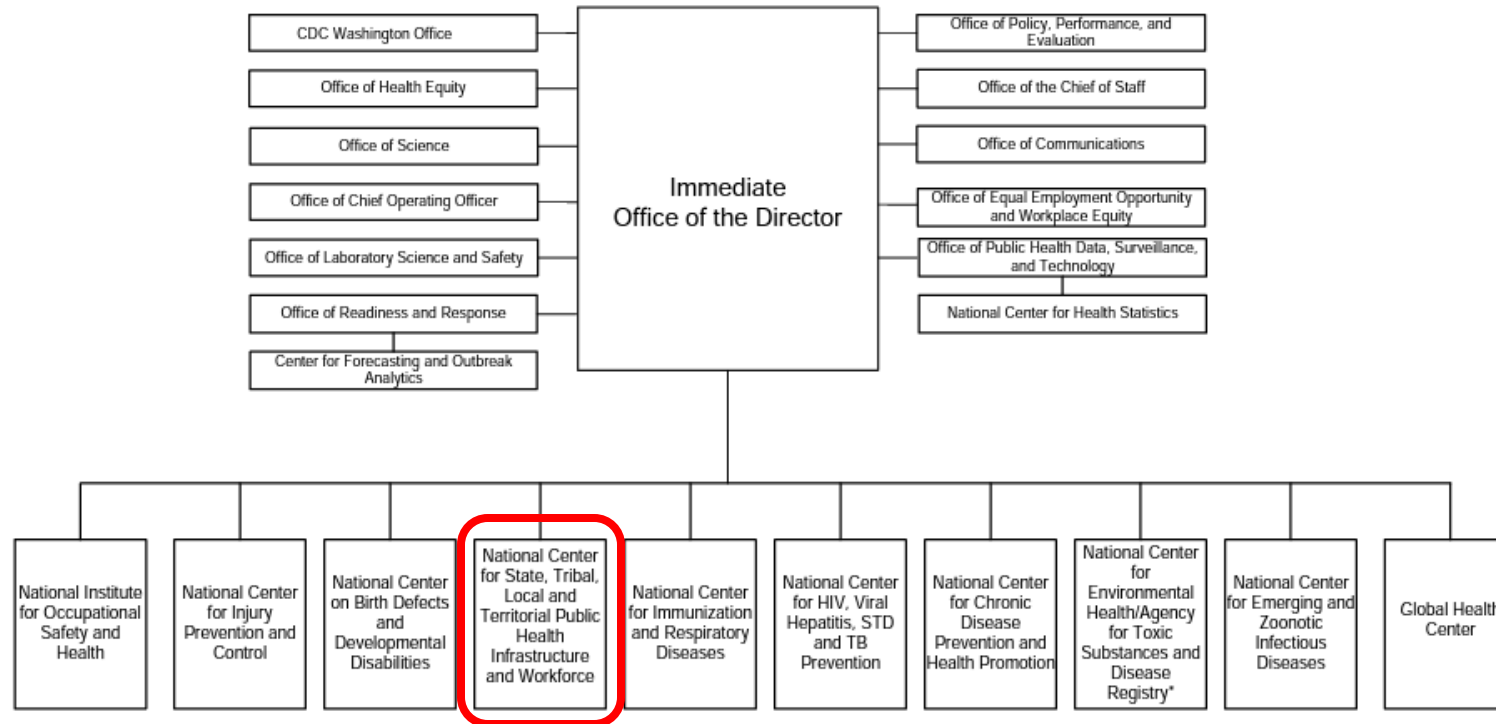 CDC Washington Office
Office of Health Equity
Office of Science
Office of Chief Operating Officer
Office of Laboratory Science and Safety
Office of Readiness and Response
Center for Forecasting and Outbreak
Analytics
Immediate
Office of the Director
Office of Policy, Performance, and
Evaluation
Office of the Chief of Staff
Office of Communications
Office of Equal Employment Opportunity
and Workplace Equity
Office of Public Health Data, Surveillance,
and Technology
National Center for Health Statistics
National Institute
for Occupational
Safety and
Health
National Center
for Injury
Prevention and
Control
National Center
on Birth Defects
and
Developmental
Disabilities
National Center
for State, Tribal,
Local and
Territorial Public
Health
Infrastructure
and Workforce
National Center
for Immunization
and Respiratory
Diseases
National Center
for HIV, Viral
Hepatitis, STD
and TB
Prevention
National Center
for Chronic
Disease
Prevention and
Health Promotion
National Center
for
Environmental
Health/Agency
for Toxic
Substances and
Disease
Registry*
National Center
for Emerging and
Zoonotic
Infectious
Diseases
Global Health
Center